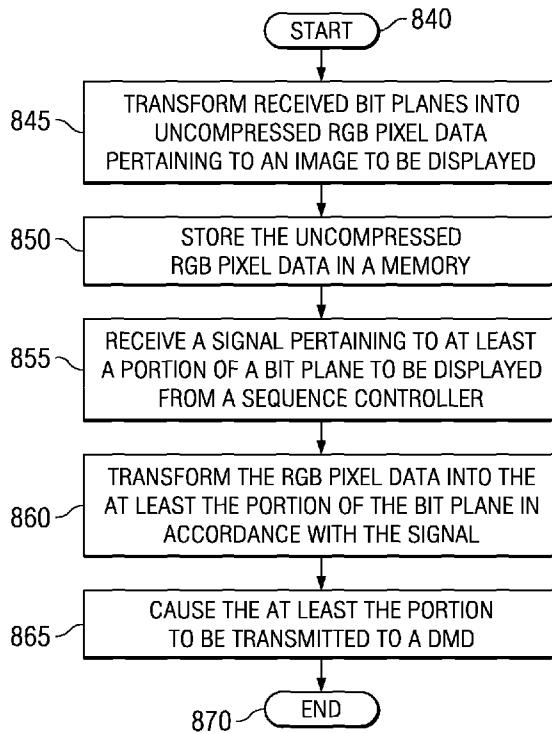 START
840
845
TRANSFORM RECEIVED BIT PLANES INTO
UNCOMPRESSED RGB PIXEL DATA
PERTAINING TO AN IMAGE TO BE DISPLAYED
850
STORE THE UNCOMPRESSED
RGB PIXEL DATA IN A MEMORY
855
RECEIVE A SIGNAL PERTAINING TO AT LEAST
A PORTION OF A BIT PLANE TO BE DISPLAYED
FROM A SEQUENCE CONTROLLER
860
TRANSFORM THE RGB PIXEL DATA INTO THE
AT LEAST THE PORTION OF THE BIT PLANE IN
ACCORDANCE WITH THE SIGNAL
865
CAUSE THE AT LEAST THE PORTION
TO BE TRANSMITTED TO A DMD
870
END